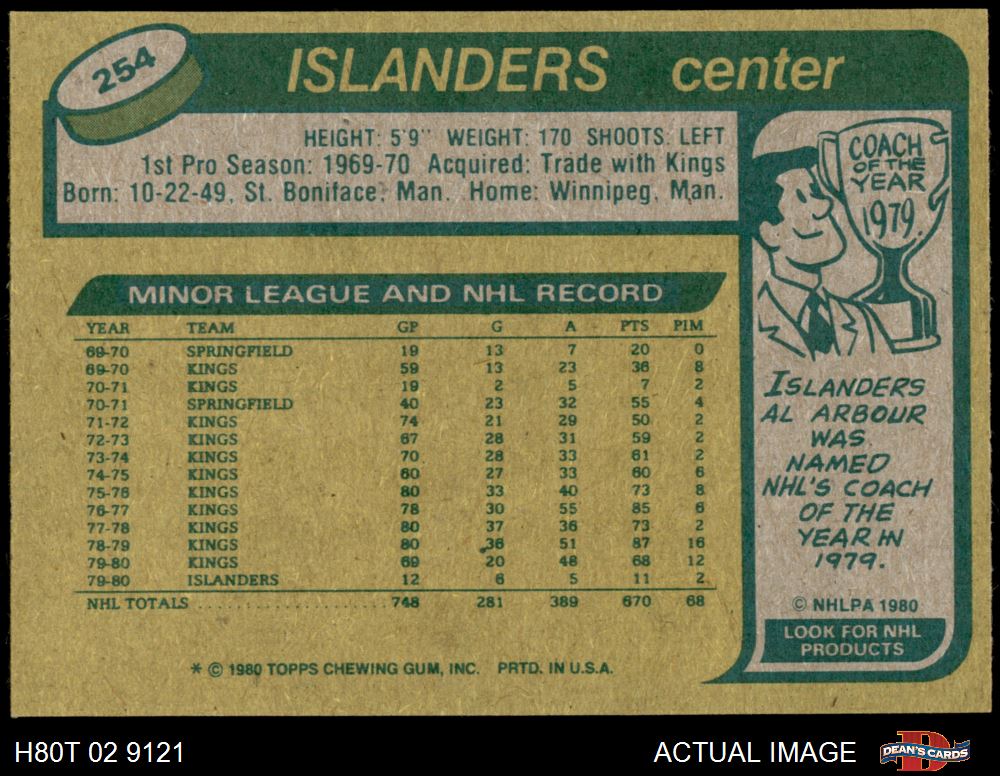 254
ISLANDERS center
HEIGHT: 5'9" WEIGHT: 170 SHOOTS: LEFT
1st Pro Season: 1969-70 Acquired: Trade with Kings
Born: 10-22-49, St. Boniface, Man. Home: Winnipeg, Man.
COACH
OF THE
YEAR
1979.
MINOR LEAGUE AND NHL RECORD
YEAR TEAM GP G A PTS PIM
69-70 SPRINGFIELD 19 13 7 20 0
69-70 KINGS 59 13 23 36 8
70-71 KINGS 19 2 5 7 2
70-71 SPRINGFIELD 40 23 32 55 4
71-72 KINGS 74 21 29 50 2
72-73 KINGS 67 28 31 59 2
73-74 KINGS 70 28 33 61 2
74-75 KINGS 60 27 33 60 6
75-76 KINGS 80 33 40 73 8
76-77 KINGS 78 30 55 85 6
77-78 KINGS 80 37 36 73 2
78-79 KINGS 80 36 51 87 16
79-80 KINGS 69 20 48 68 12
79-80 ISLANDERS 12 6 5 11 2
NHL TOTALS .................... 748 281 389 670 68
* © 1980 TOPPS CHEWING GUM, INC. PRTD. IN U.S.A.
ISLANDERS
AL ARBOUR
WAS
NAMED
NHL'S COACH
OF THE
YEAR IN
1979.
© NHLPA 1980
LOOK FOR NHL
PRODUCTS
H80T 02 9121 ACTUAL IMAGE DEAN'S CARDS